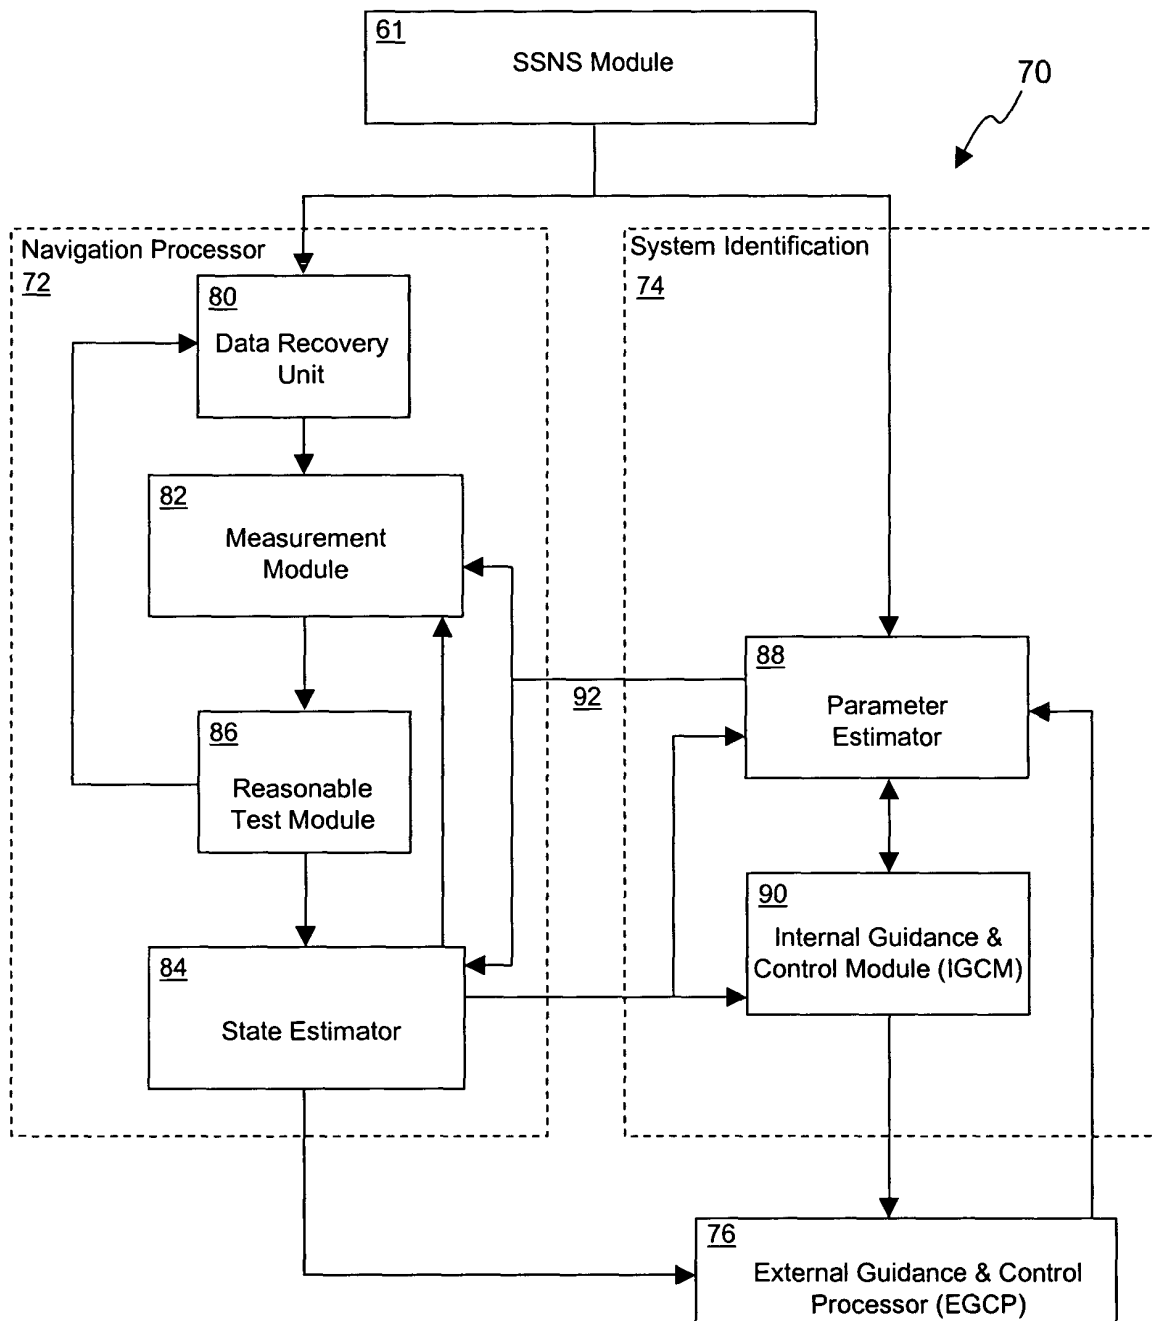 61
SSNS Module
70
Navigation Processor
72
System Identification
74
80
Data Recovery
Unit
82
Measurement
Module
92
88
Parameter
Estimator
86
Reasonable
Test Module
90
Internal Guidance &
Control Module (IGCM)
84
State Estimator
76
External Guidance & Control
Processor (EGCP)